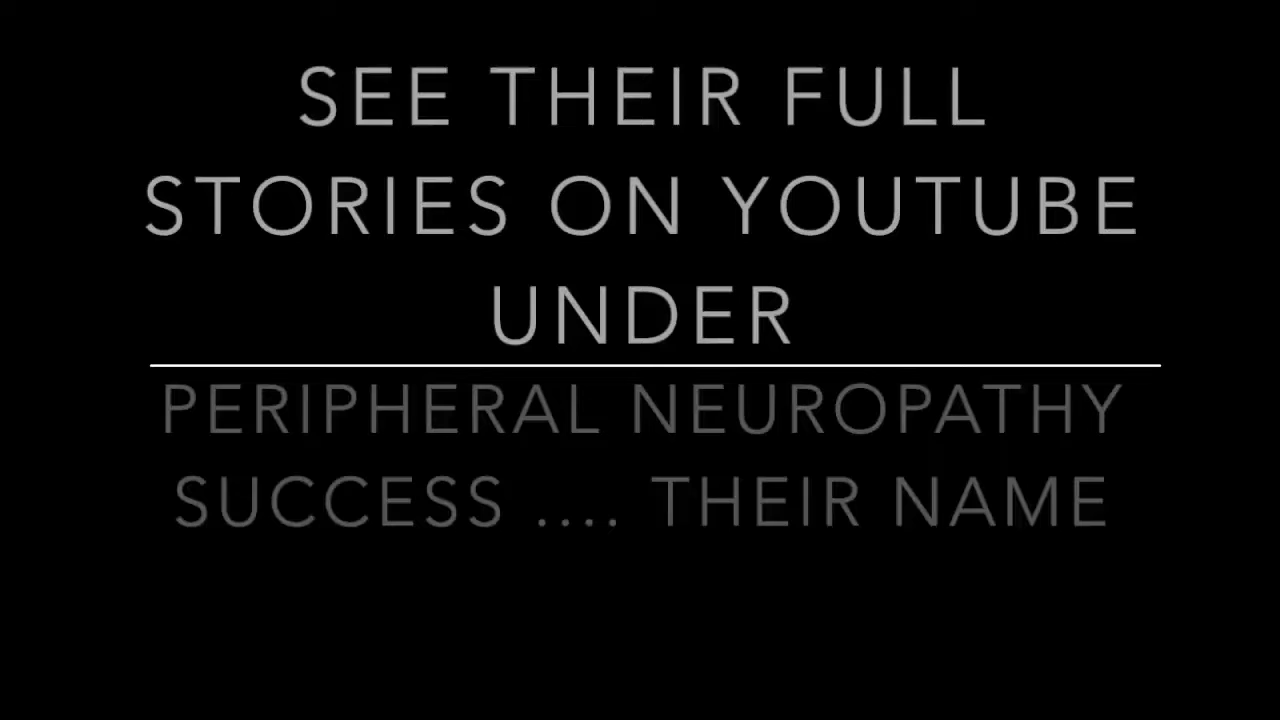 SEE THEIR FULL
STORIES ON YOUTUBE
UNDER
PERIPHERAL NEUROPATHY
SUCCESS .... THEIR NAME